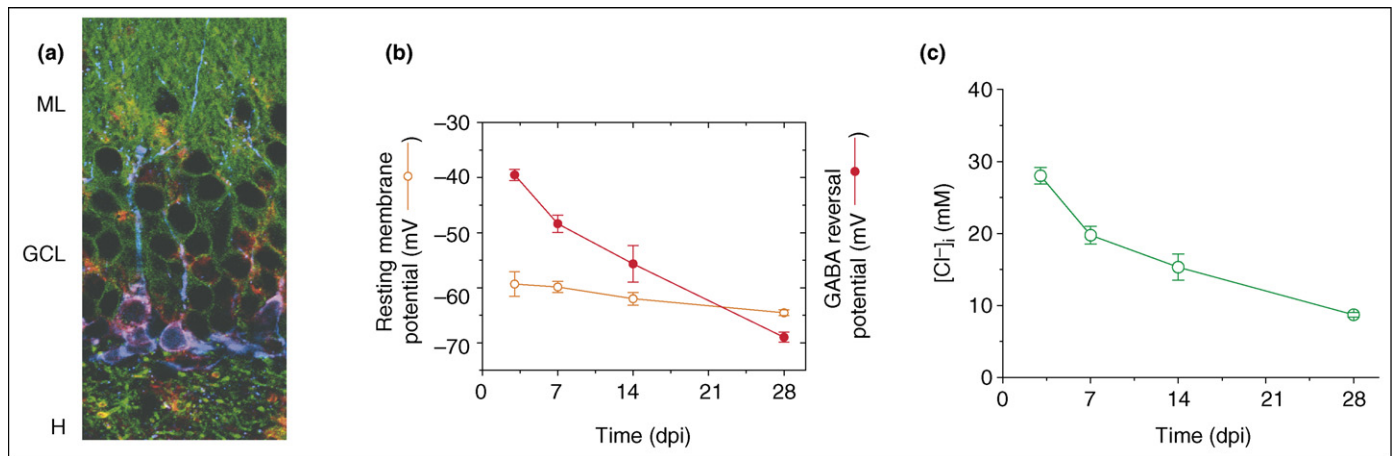 (a)
ML
GCL
H
(b)
Resting membrane
potential (mV )
–30
–40
–50
–60
–70
0 7 14 21 28
Time (dpi)
GABA reversal
potential (mV )
(c)
[Cl⁻]i (mM)
40
30
20
10
0
0 7 14 21 28
Time (dpi)